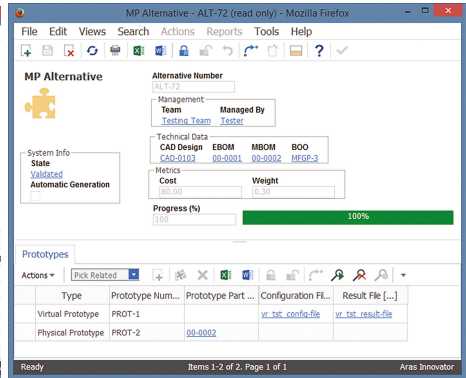 MP Alternative - ALT-72 (read only) - Mozilla Firefox
File Edit Views Search Actions Reports Tools Help
MP Alternative
Alternative Number
ALT-72
Management
Team Managed By
Testing Team Tester
Technical Data
CAD Design EBOM MBOM BOO
CAD-0103 00-0001 00-0002 MFGP-3
System Info
State
Validated
Automatic Generation
Metrics
Cost Weight
80.00 0.30
Progress (%)
100 100%
Prototypes
Actions Pick Related
Type Prototype Num... Prototype Part ... Configuration Fil... Result File [...]
Virtual Prototype PROT-1 vr_tst_config-file vr_tst_result-file
Physical Prototype PROT-2 00-0002
Ready Items 1-2 of 2. Page 1 of 1 Aras Innovator